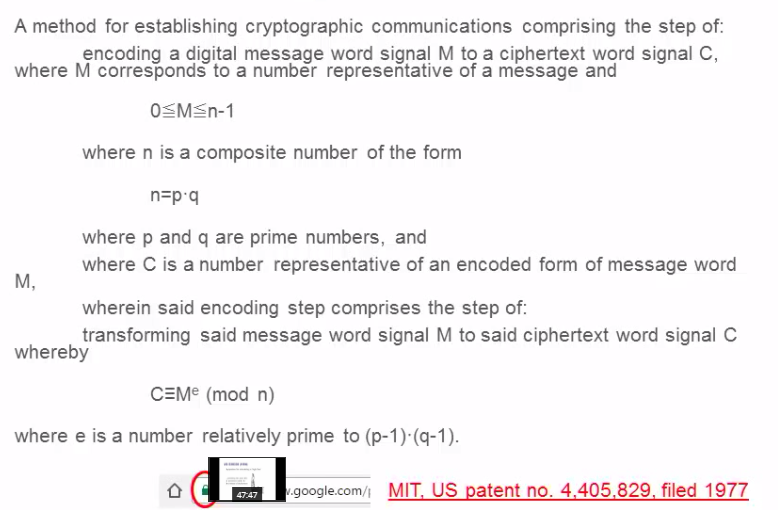 A method for establishing cryptographic communications comprising the step of:
encoding a digital message word signal M to a ciphertext word signal C,
where M corresponds to a number representative of a message and
0≦M≦n-1
where n is a composite number of the form
n=p·q
where p and q are prime numbers, and
where C is a number representative of an encoded form of message word
M,
wherein said encoding step comprises the step of:
transforming said message word signal M to said ciphertext word signal C
whereby
C≡Mᵉ (mod n)
where e is a number relatively prime to (p-1)·(q-1).
47:47
.google.com/
MIT, US patent no. 4,405,829, filed 1977